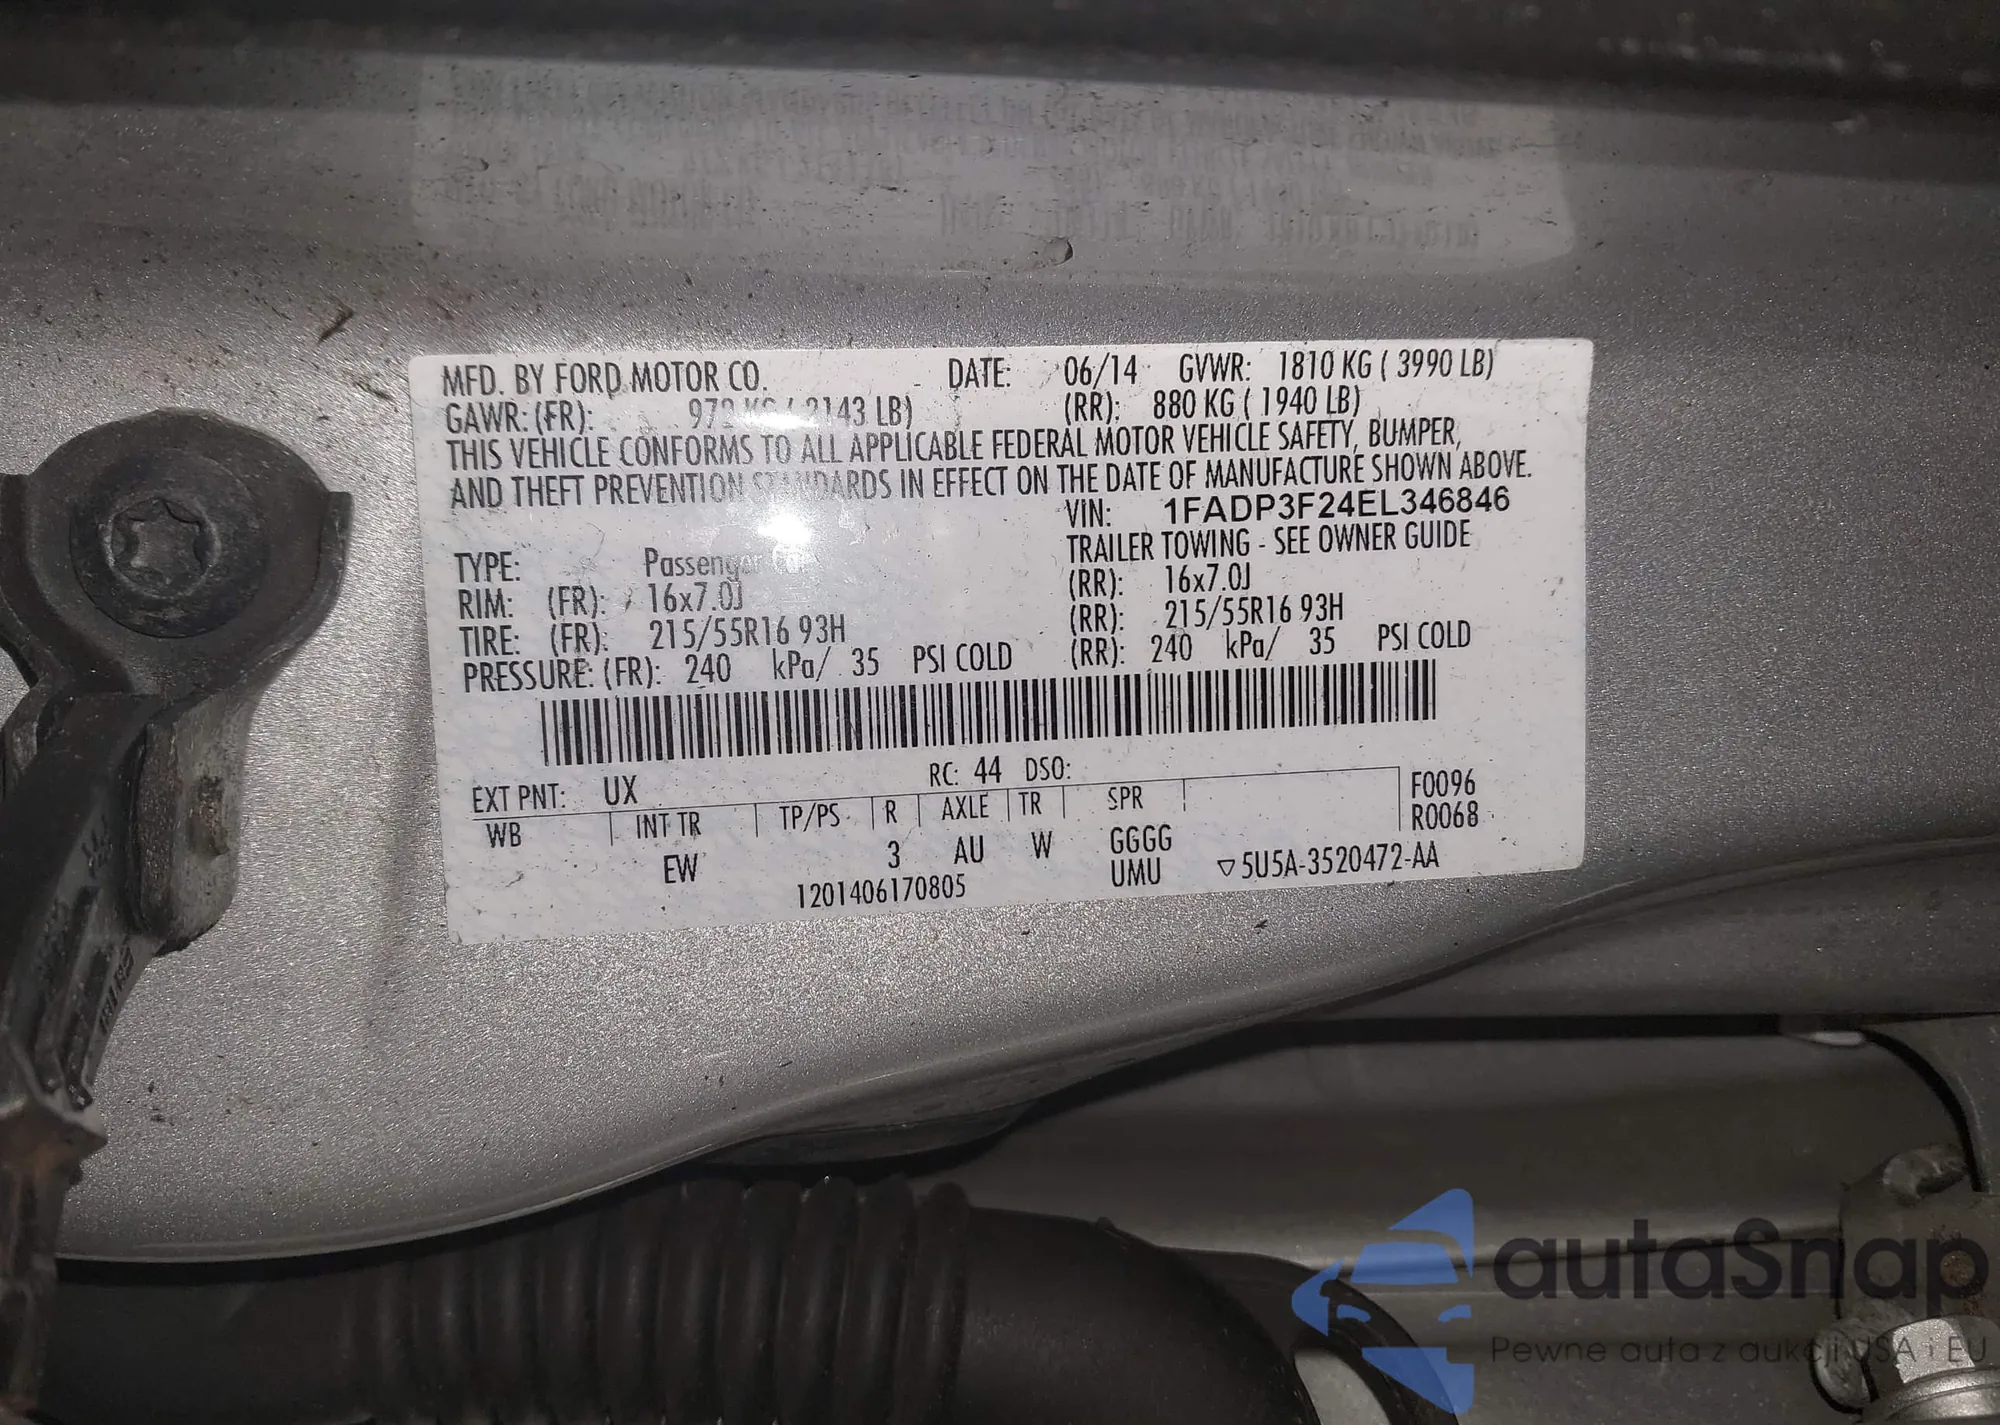 MFD. BY FORD MOTOR CO. DATE: 06/14 GVWR: 1810 KG ( 3990 LB)
GAWR: (FR): 972 KG ( 2143 LB) (RR): 880 KG ( 1940 LB)
THIS VEHICLE CONFORMS TO ALL APPLICABLE FEDERAL MOTOR VEHICLE SAFETY, BUMPER,
AND THEFT PREVENTION STANDARDS IN EFFECT ON THE DATE OF MANUFACTURE SHOWN ABOVE.
VIN: 1FADP3F24EL346846
TRAILER TOWING - SEE OWNER GUIDE
TYPE: Passenger
RIM: (FR): 16x7.0J (RR): 16x7.0J
TIRE: (FR): 215/55R16 93H (RR): 215/55R16 93H
PRESSURE: (FR): 240 kPa/ 35 PSI COLD (RR): 240 kPa/ 35 PSI COLD
EXT PNT: UX RC: 44 DSO:
WB INT TR TP/PS R AXLE TR SPR F0096
R0068
EW 3 AU W GGGG
1201406170805 UMU ▽5U5A-3520472-AA
autaSnap
Pewne auta z aukcji USA i EU